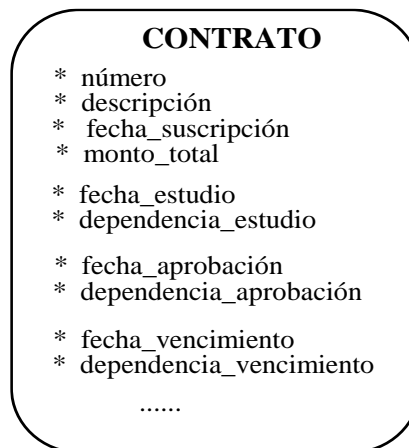 CONTRATO
* número
* descripción
* fecha_suscripción
* monto_total
* fecha_estudio
* dependencia_estudio
* fecha_aprobación
* dependencia_aprobación
* fecha_vencimiento
* dependencia_vencimiento
......